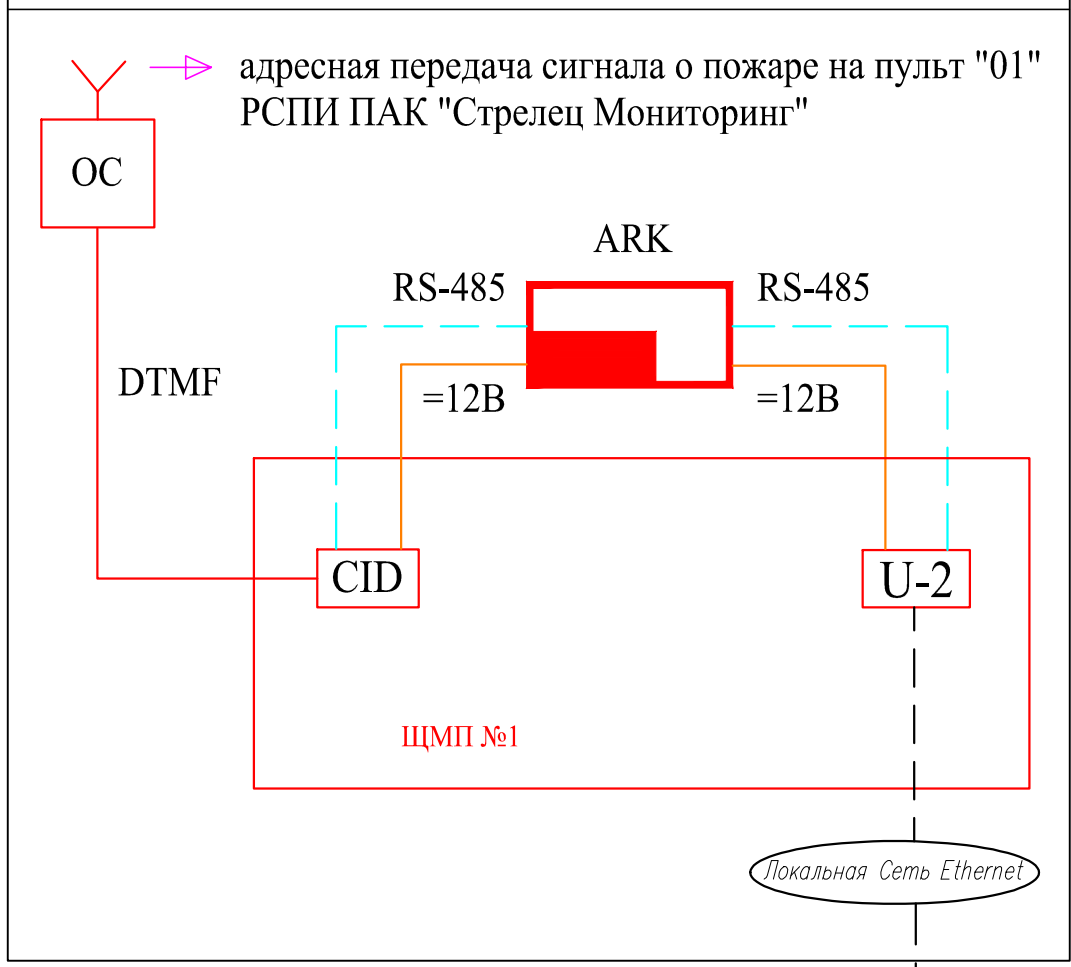 адресная передача сигнала о пожаре на пульт "01"
РСПИ ПАК "Стрелец Мониторинг"
ОС
ARK
RS-485
RS-485
DTMF
=12В
=12В
CID
U-2
ЩМП №1
Локальная Сеть Ethernet